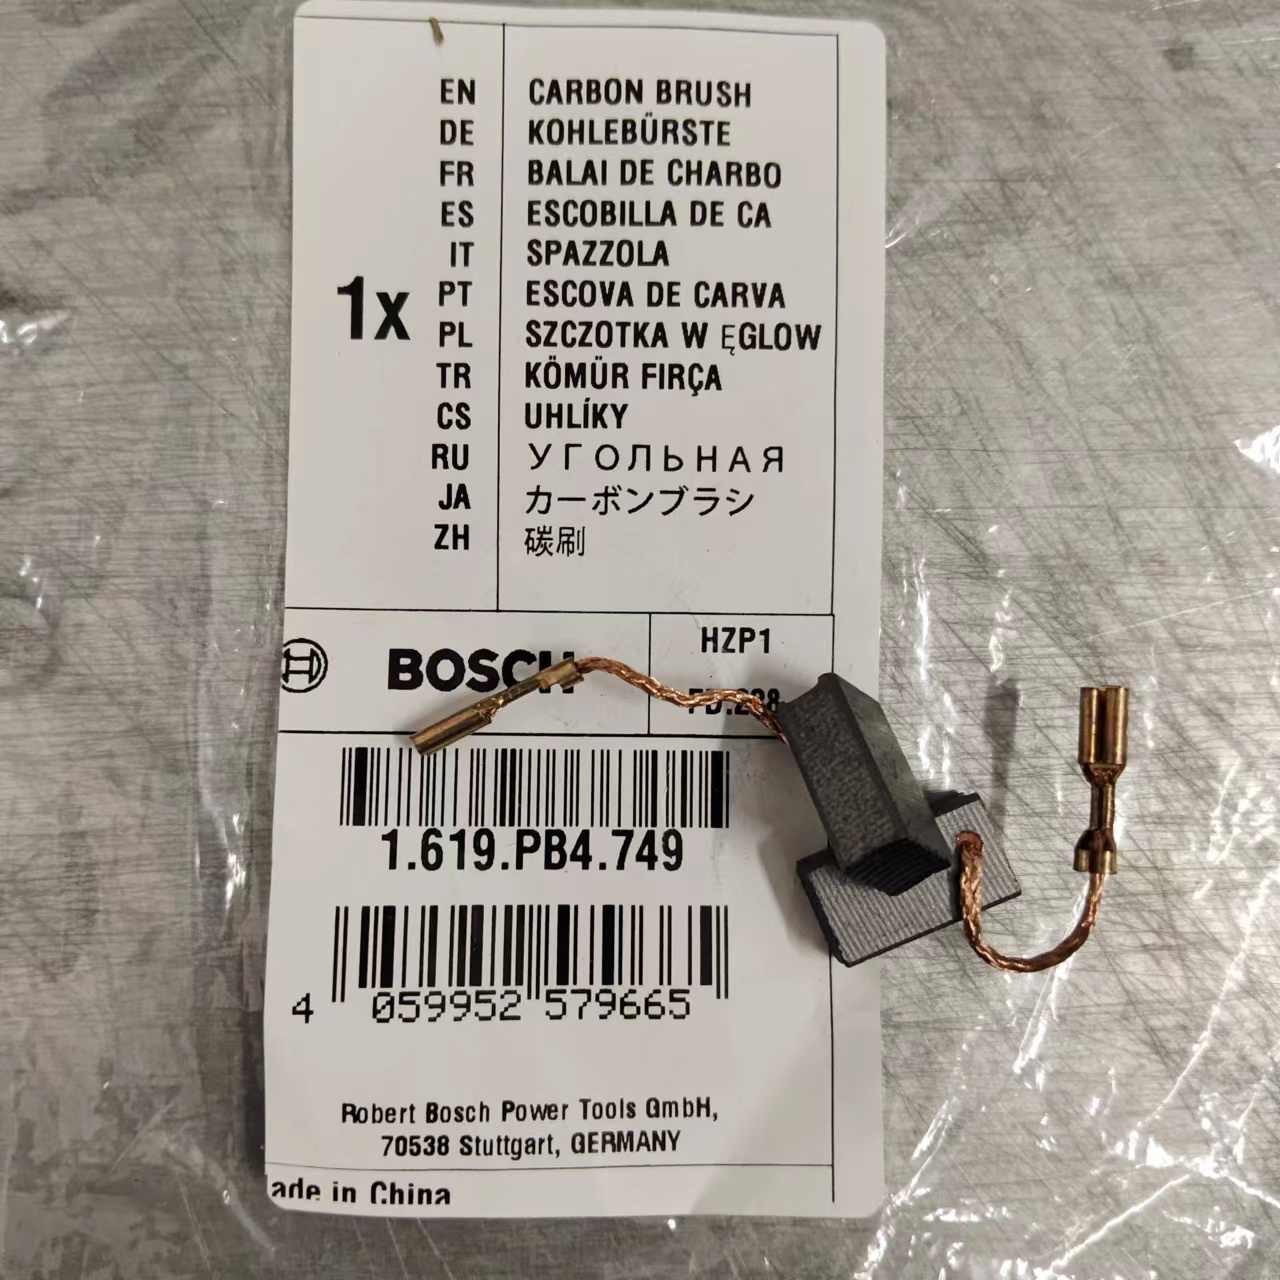 EN CARBON BRUSH
DE KOHLEBÜRSTE
FR BALAI DE CHARBO
ES ESCOBILLA DE CA
IT SPAZZOLA
1x
PT ESCOVA DE CARVA
PL SZCZOTKA W ĘGLOW
TR KÖMÜR FIRÇA
CS UHLÍKY
RU УГОЛЬНАЯ
JA カーボンブラシ
ZH 碳刷
BOSCH
HZP1
1.619.PB4.749
4 059952 579665
Robert Bosch Power Tools GmbH,
70538 Stuttgart, GERMANY
ade in China